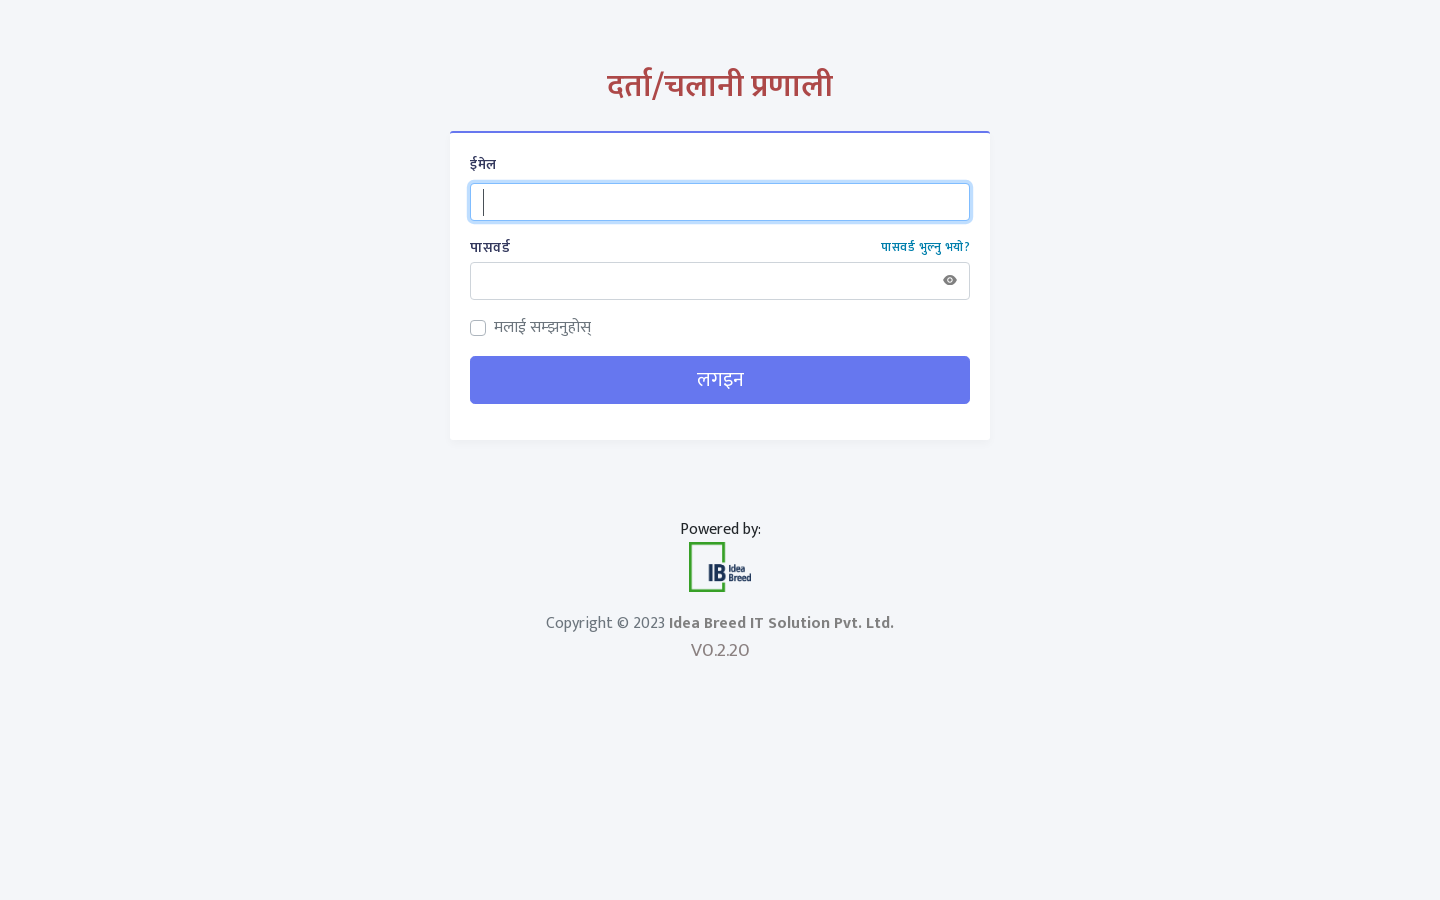 दर्ता/चलानी प्रणाली
ईमेल
पासवर्ड
पासवर्ड भुल्नु भयो?
मलाई सम्झनुहोस्
लगइन
Powered by:
IB Idea Breed
Copyright © 2023 Idea Breed IT Solution Pvt. Ltd.
V0.2.20